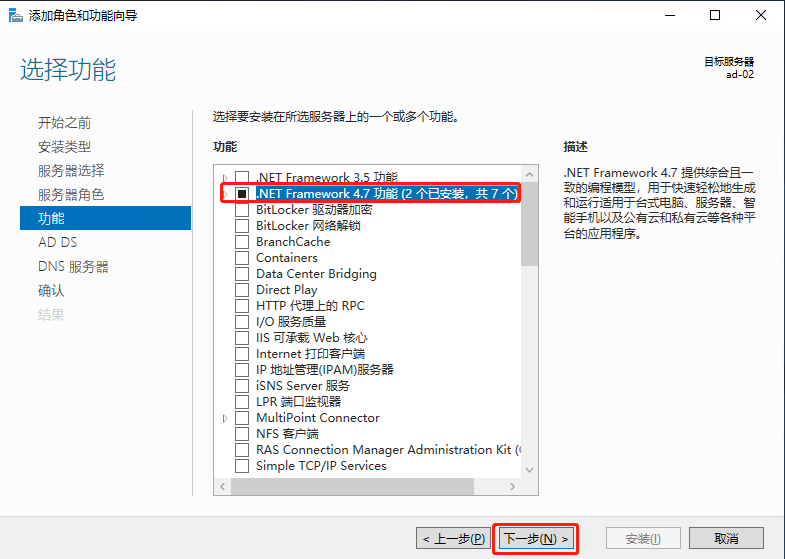 添加角色和功能向导
选择功能
目标服务器
ad-02
开始之前
安装类型
服务器选择
服务器角色
功能
AD DS
DNS 服务器
确认
结果
选择要安装在所选服务器上的一个或多个功能。
功能
.NET Framework 3.5 功能
.NET Framework 4.7 功能 (2 个已安装，共 7 个)
BitLocker 驱动器加密
BitLocker 网络解锁
BranchCache
Containers
Data Center Bridging
Direct Play
HTTP 代理上的 RPC
I/O 服务质量
IIS 可承载 Web 核心
Internet 打印客户端
IP 地址管理(IPAM)服务器
iSNS Server 服务
LPR 端口监视器
MultiPoint Connector
NFS 客户端
RAS Connection Manager Administration Kit (
Simple TCP/IP Services
描述
.NET Framework 4.7 提供综合且一
致的编程模型，用于快速轻松地生成
和运行适用于台式电脑、服务器、智
能手机以及公有云和私有云等各种平
台的应用程序。
< 上一步(P)
下一步(N) >
安装(I)
取消